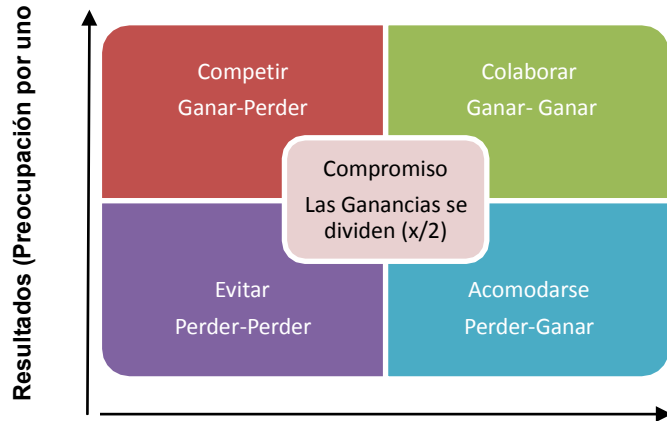 Resultados (Preocupación por uno
Competir
Ganar-Perder
Colaborar
Ganar- Ganar
Compromiso
Las Ganancias se
dividen (x/2)
Evitar
Perder-Perder
Acomodarse
Perder-Ganar